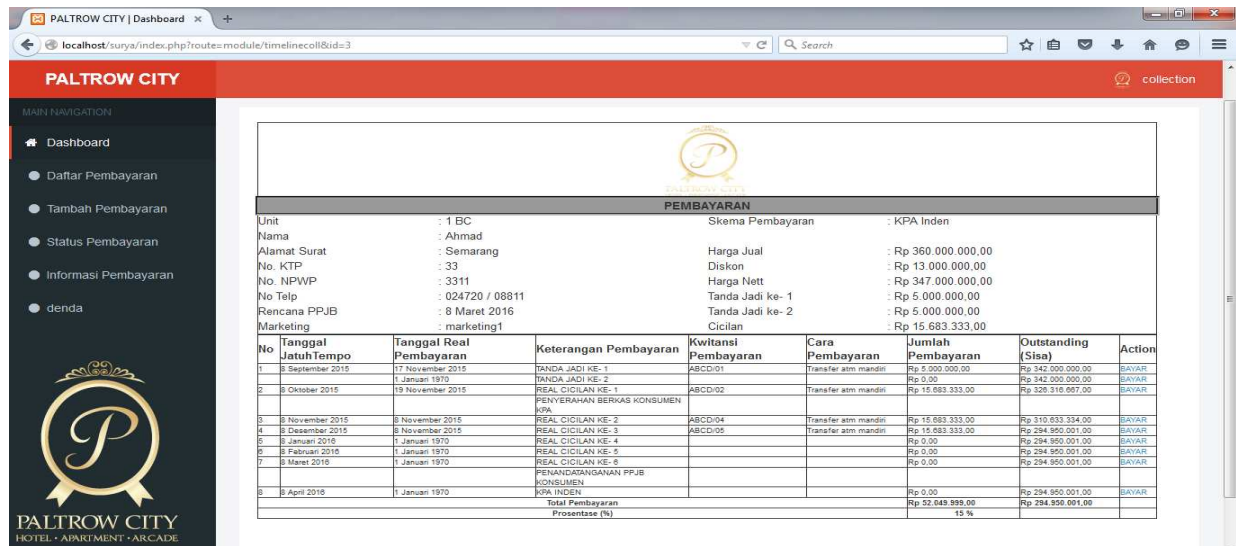 PALTROW CITY | Dashboard × +
localhost/surya/index.php?route=module/timelinecoll&id=3 Search
PALTROW CITY collection
MAIN NAVIGATION
Dashboard
Daftar Pembayaran
Tambah Pembayaran
Status Pembayaran
Informasi Pembayaran
denda
P
PALTROW CITY
HOTEL • APARTMENT • ARCADE
P
PALTROW CITY
PEMBAYARAN
Unit : 1 BC Skema Pembayaran : KPA Inden
Nama : Ahmad
Alamat Surat : Semarang Harga Jual : Rp 360.000.000,00
No. KTP : 33 Diskon : Rp 13.000.000,00
No. NPWP : 3311 Harga Nett : Rp 347.000.000,00
No Telp : 024720 / 08811 Tanda Jadi ke- 1 : Rp 5.000.000,00
Rencana PPJB : 8 Maret 2016 Tanda Jadi ke- 2 : Rp 5.000.000,00
Marketing : marketing1 Cicilan : Rp 15.683.333,00
No Tanggal JatuhTempo Tanggal Real Pembayaran Keterangan Pembayaran Kwitansi Pembayaran Cara Pembayaran Jumlah Pembayaran Outstanding (Sisa) Action
1 8 September 2015 17 November 2015 TANDA JADI KE- 1 ABCD/01 Transfer atm mandiri Rp 5.000.000,00 Rp 342.000.000,00 BAYAR
1 Januari 1970 TANDA JADI KE- 2 Rp 0,00 Rp 342.000.000,00 BAYAR
2 8 Oktober 2015 19 November 2015 REAL CICILAN KE- 1 ABCD/02 Transfer atm mandiri Rp 15.683.333,00 Rp 326.316.667,00 BAYAR
PENYERAHAN BERKAS KONSUMEN
KPA
3 8 November 2015 8 November 2015 REAL CICILAN KE- 2 ABCD/04 Transfer atm mandiri Rp 15.683.333,00 Rp 310.633.334,00 BAYAR
4 8 Desember 2015 8 November 2015 REAL CICILAN KE- 3 ABCD/05 Transfer atm mandiri Rp 15.683.333,00 Rp 294.950.001,00 BAYAR
5 8 Januari 2016 1 Januari 1970 REAL CICILAN KE- 4 Rp 0,00 Rp 294.950.001,00 BAYAR
6 8 Februari 2016 1 Januari 1970 REAL CICILAN KE- 5 Rp 0,00 Rp 294.950.001,00 BAYAR
7 8 Maret 2016 1 Januari 1970 REAL CICILAN KE- 6 Rp 0,00 Rp 294.950.001,00 BAYAR
PENANDATANGANAN PPJB
KONSUMEN
8 8 April 2016 1 Januari 1970 KPA INDEN Rp 0,00 Rp 294.950.001,00 BAYAR
Total Pembayaran Rp 52.049.999,00 Rp 294.950.001,00
Prosentase (%) 15 %